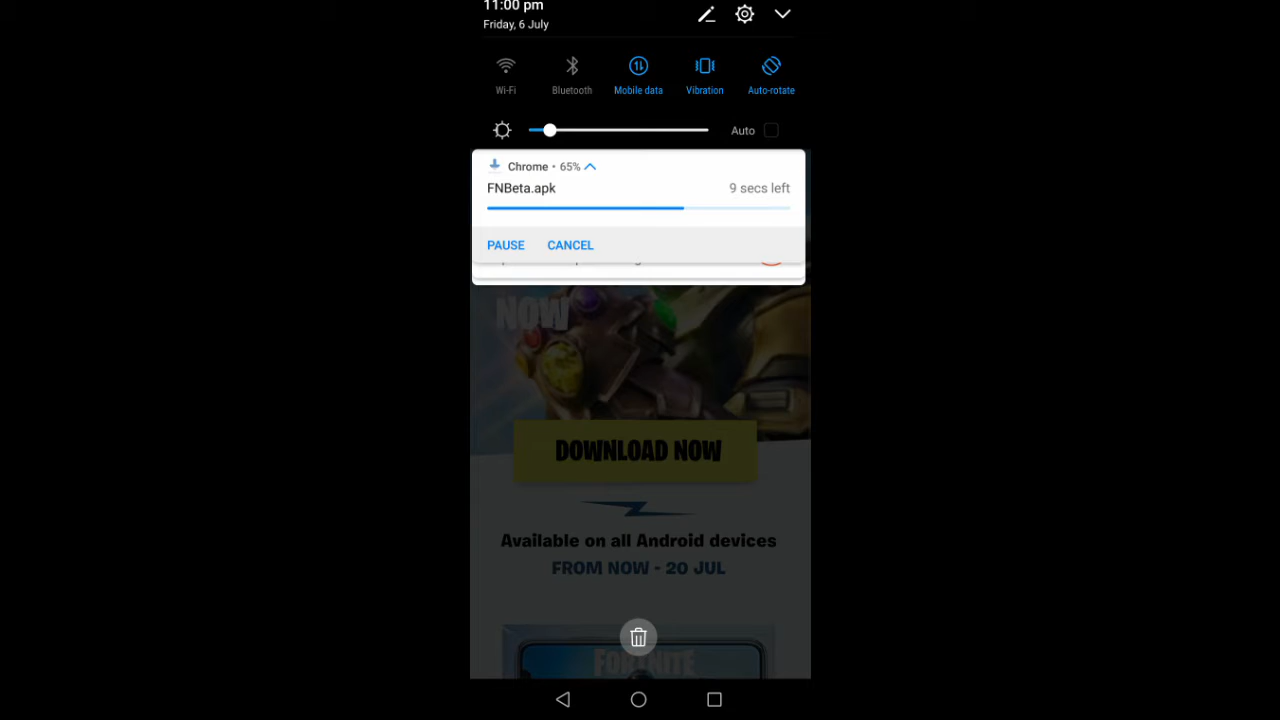 11:00 pm
Friday, 6 July
Wi-Fi
Bluetooth
Mobile data
Vibration
Auto-rotate
Auto
Chrome • 65%
FNBeta.apk
9 secs left
PAUSE
CANCEL
NOW
DOWNLOAD NOW
Available on all Android devices
FROM NOW - 20 JUL
FORTNITE